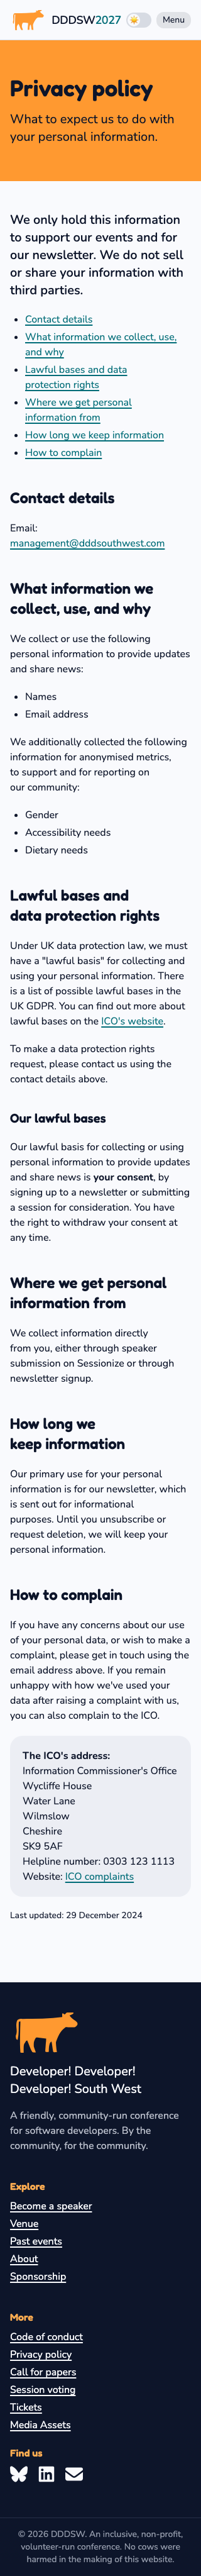 DDDSW2027
Menu
Privacy policy
What to expect us to do with
your personal information.
We only hold this information
to support our events and for
our newsletter. We do not sell
or share your information with
third parties.
Contact details
What information we collect, use,
and why
Lawful bases and data
protection rights
Where we get personal
information from
How long we keep information
How to complain
Contact details
Email:
management@dddsouthwest.com
What information we
collect, use, and why
We collect or use the following
personal information to provide updates
and share news:
Names
Email address
We additionally collected the following
information for anonymised metrics,
to support and for reporting on
our community:
Gender
Accessibility needs
Dietary needs
Lawful bases and
data protection rights
Under UK data protection law, we must
have a "lawful basis" for collecting and
using your personal information. There
is a list of possible lawful bases in the
UK GDPR. You can find out more about
lawful bases on the ICO's website.
To make a data protection rights
request, please contact us using the
contact details above.
Our lawful bases
Our lawful basis for collecting or using
personal information to provide updates
and share news is your consent, by
signing up to a newsletter or submitting
a session for consideration. You have
the right to withdraw your consent at
any time.
Where we get personal
information from
We collect information directly
from you, either through speaker
submission on Sessionize or through
newsletter signup.
How long we
keep information
Our primary use for your personal
information is for our newsletter, which
is sent out for informational
purposes. Until you unsubscribe or
request deletion, we will keep your
personal information.
How to complain
If you have any concerns about our use
of your personal data, or wish to make a
complaint, please get in touch using the
email address above. If you remain
unhappy with how we've used your
data after raising a complaint with us,
you can also complain to the ICO.
The ICO's address:
Information Commissioner's Office
Wycliffe House
Water Lane
Wilmslow
Cheshire
SK9 5AF
Helpline number: 0303 123 1113
Website: ICO complaints
Last updated: 29 December 2024
Developer! Developer!
Developer! South West
A friendly, community-run conference
for software developers. By the
community, for the community.
Explore
Become a speaker
Venue
Past events
About
Sponsorship
More
Code of conduct
Privacy policy
Call for papers
Session voting
Tickets
Media Assets
Find us
© 2026 DDDSW. An inclusive, non-profit,
volunteer-run conference. No cows were
harmed in the making of this website.